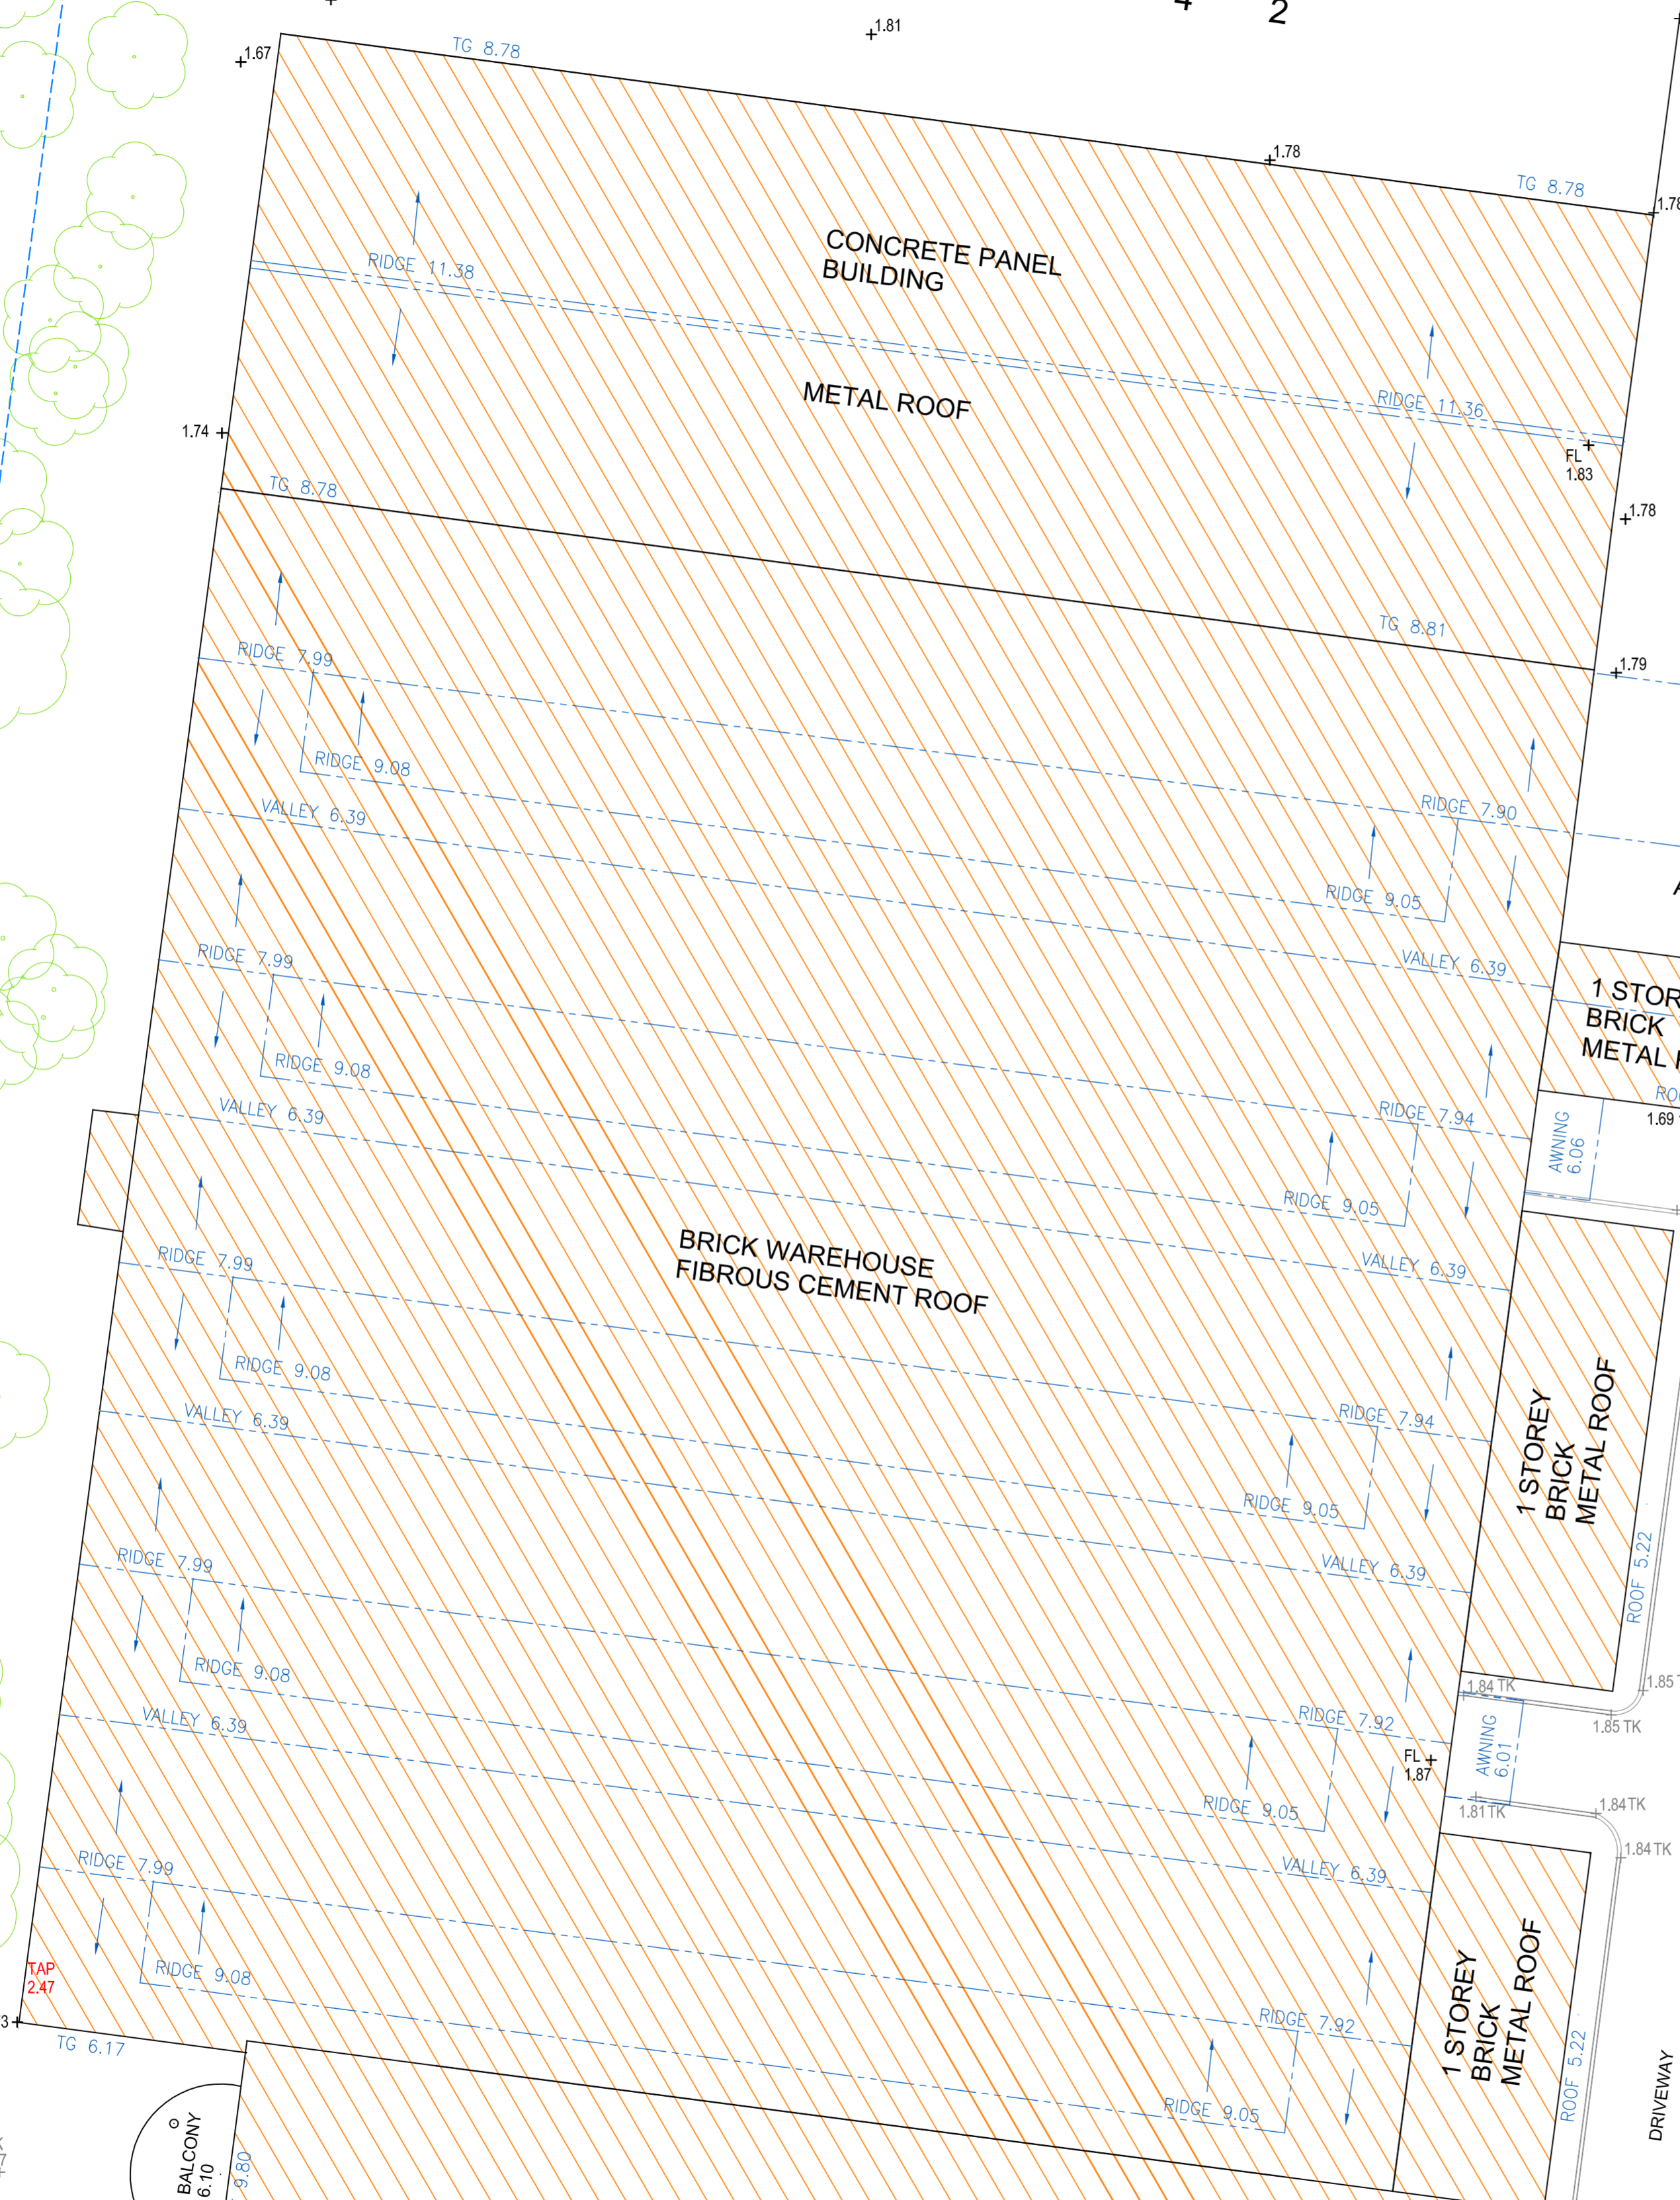 4
2
1.81
1.67
TG 8.78
1.78
TG 8.78
1.78
CONCRETE PANEL
BUILDING
RIDGE 11.38
METAL ROOF
RIDGE 11.36
1.74
FL
1.83
TG 8.78
1.78
TG 8.81
RIDGE 7.99
1.79
RIDGE 9.08
VALLEY 6.39
RIDGE 7.90
RIDGE 9.05
RIDGE 7.99
VALLEY 6.39
1 STOR
BRICK
METAL
RIDGE 9.08
VALLEY 6.39
RIDGE 7.94
RO
1.69
AWNING
6.06
RIDGE 9.05
RIDGE 7.99
BRICK WAREHOUSE
FIBROUS CEMENT ROOF
VALLEY 6.39
RIDGE 9.08
VALLEY 6.39
RIDGE 7.94
1 STOREY
BRICK
METAL ROOF
RIDGE 9.05
RIDGE 7.99
VALLEY 6.39
ROOF 5.22
RIDGE 9.08
1.84 TK
1.85
VALLEY 6.39
RIDGE 7.92
1.85 TK
FL
1.87
AWNING
6.01
RIDGE 9.05
1.81TK
1.84TK
1.84TK
RIDGE 7.99
VALLEY 6.39
TAP
2.47
RIDGE 9.08
RIDGE 7.92
1 STOREY
BRICK
METAL ROOF
3
TG 6.17
RIDGE 9.05
ROOF 5.22
DRIVEWAY
BALCONY
6.10
9.80
7